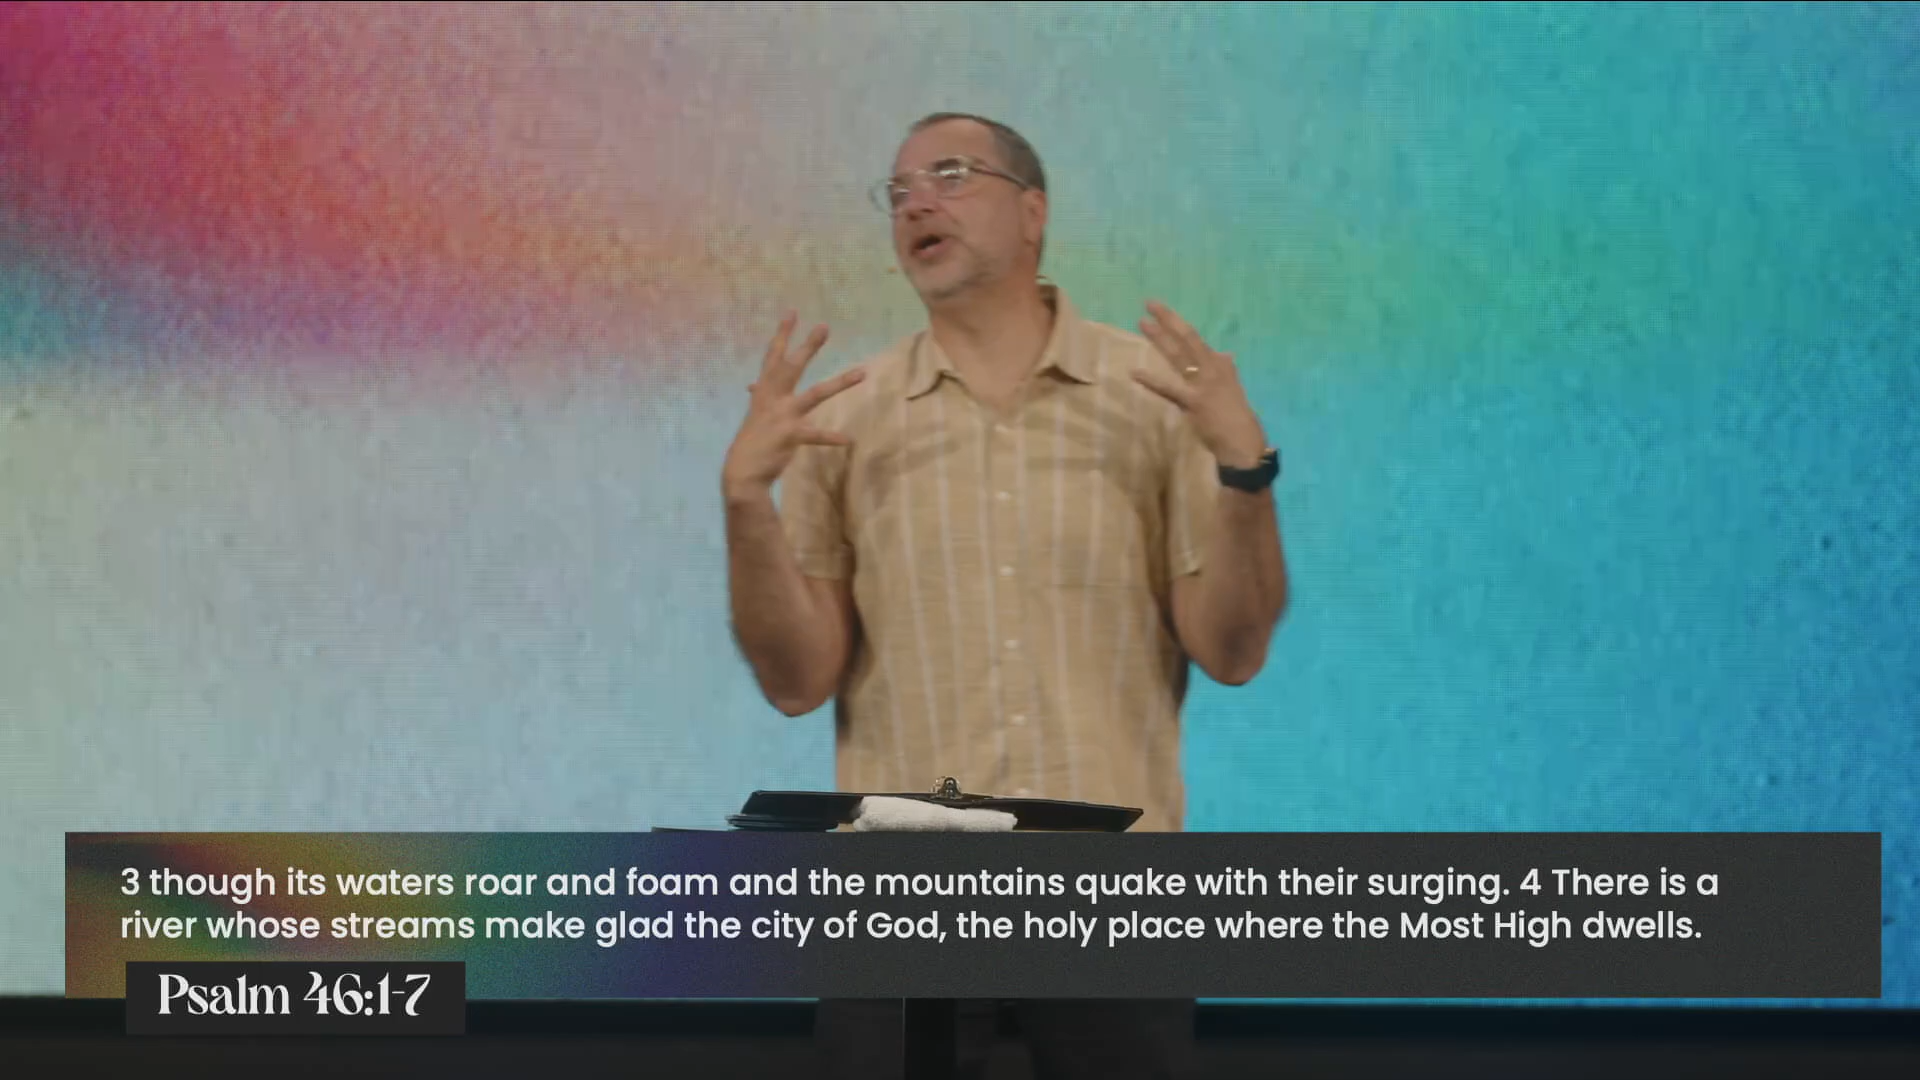 3 though its waters roar and foam and the mountains quake with their surging. 4 There is a
river whose streams make glad the city of God, the holy place where the Most High dwells.
Psalm 46:1-7